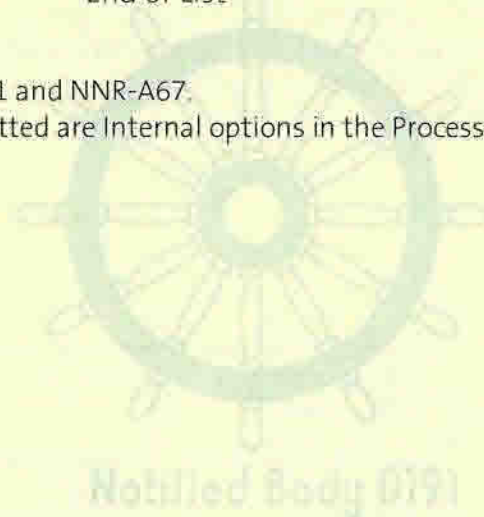 End of List
1 and NNR-A67.
tted are Internal options in the Process
Notified Body 0191